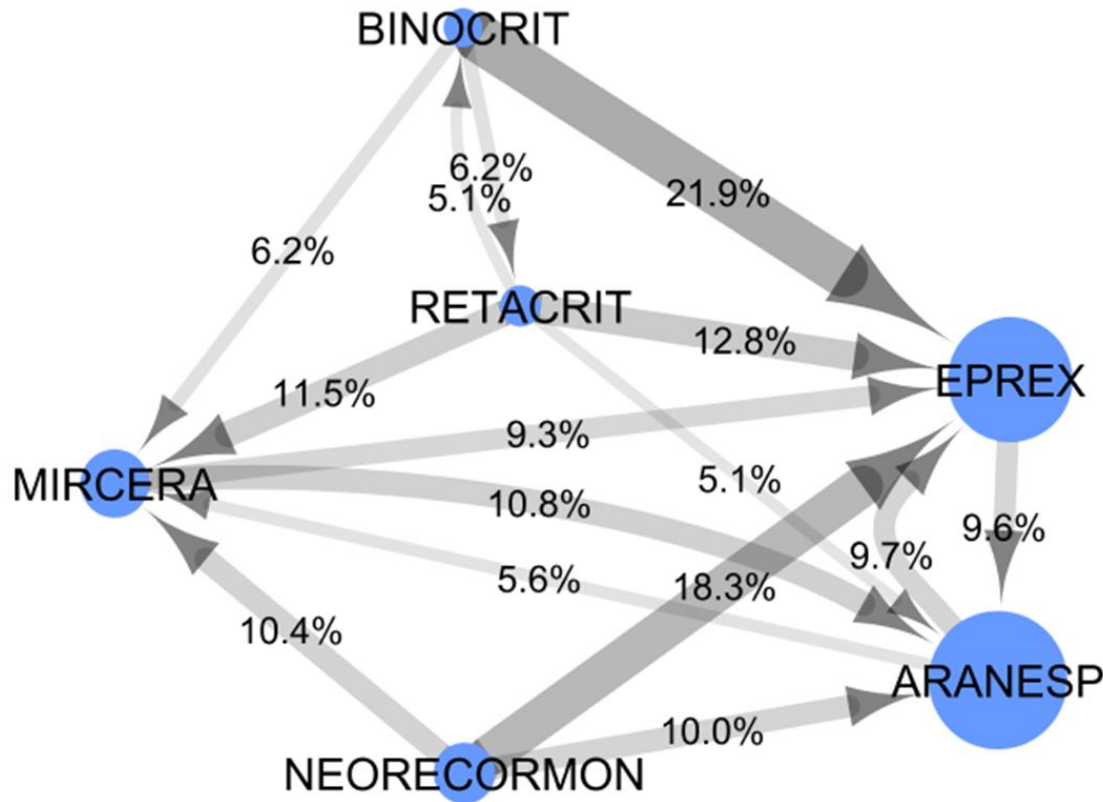 BINOCRIT
6.2%
5.1%
21.9%
6.2%
RETACRIT
12.8%
EPREX
11.5%
9.3%
MIRCERA
10.8%
5.1%
9.6%
9.7%
5.6%
18.3%
10.4%
ARANESP
10.0%
NEORECORMON